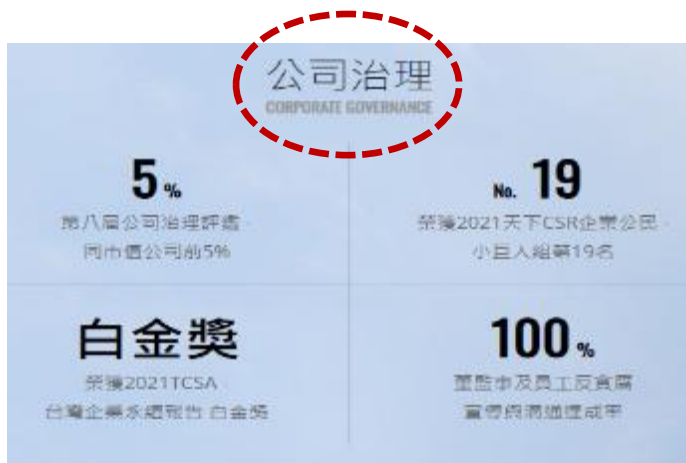 公司治理
CORPORATE GOVERNANCE
5%
第八屆公司治理評鑑
同市值公司前5%
No. 19
榮獲2021天下CSR企業公民
小巨人組第19名
白金獎
榮獲2021TCSA
台灣企業永續報告 白金獎
100%
董監事及員工反貪腐
宣導與溝通達成率